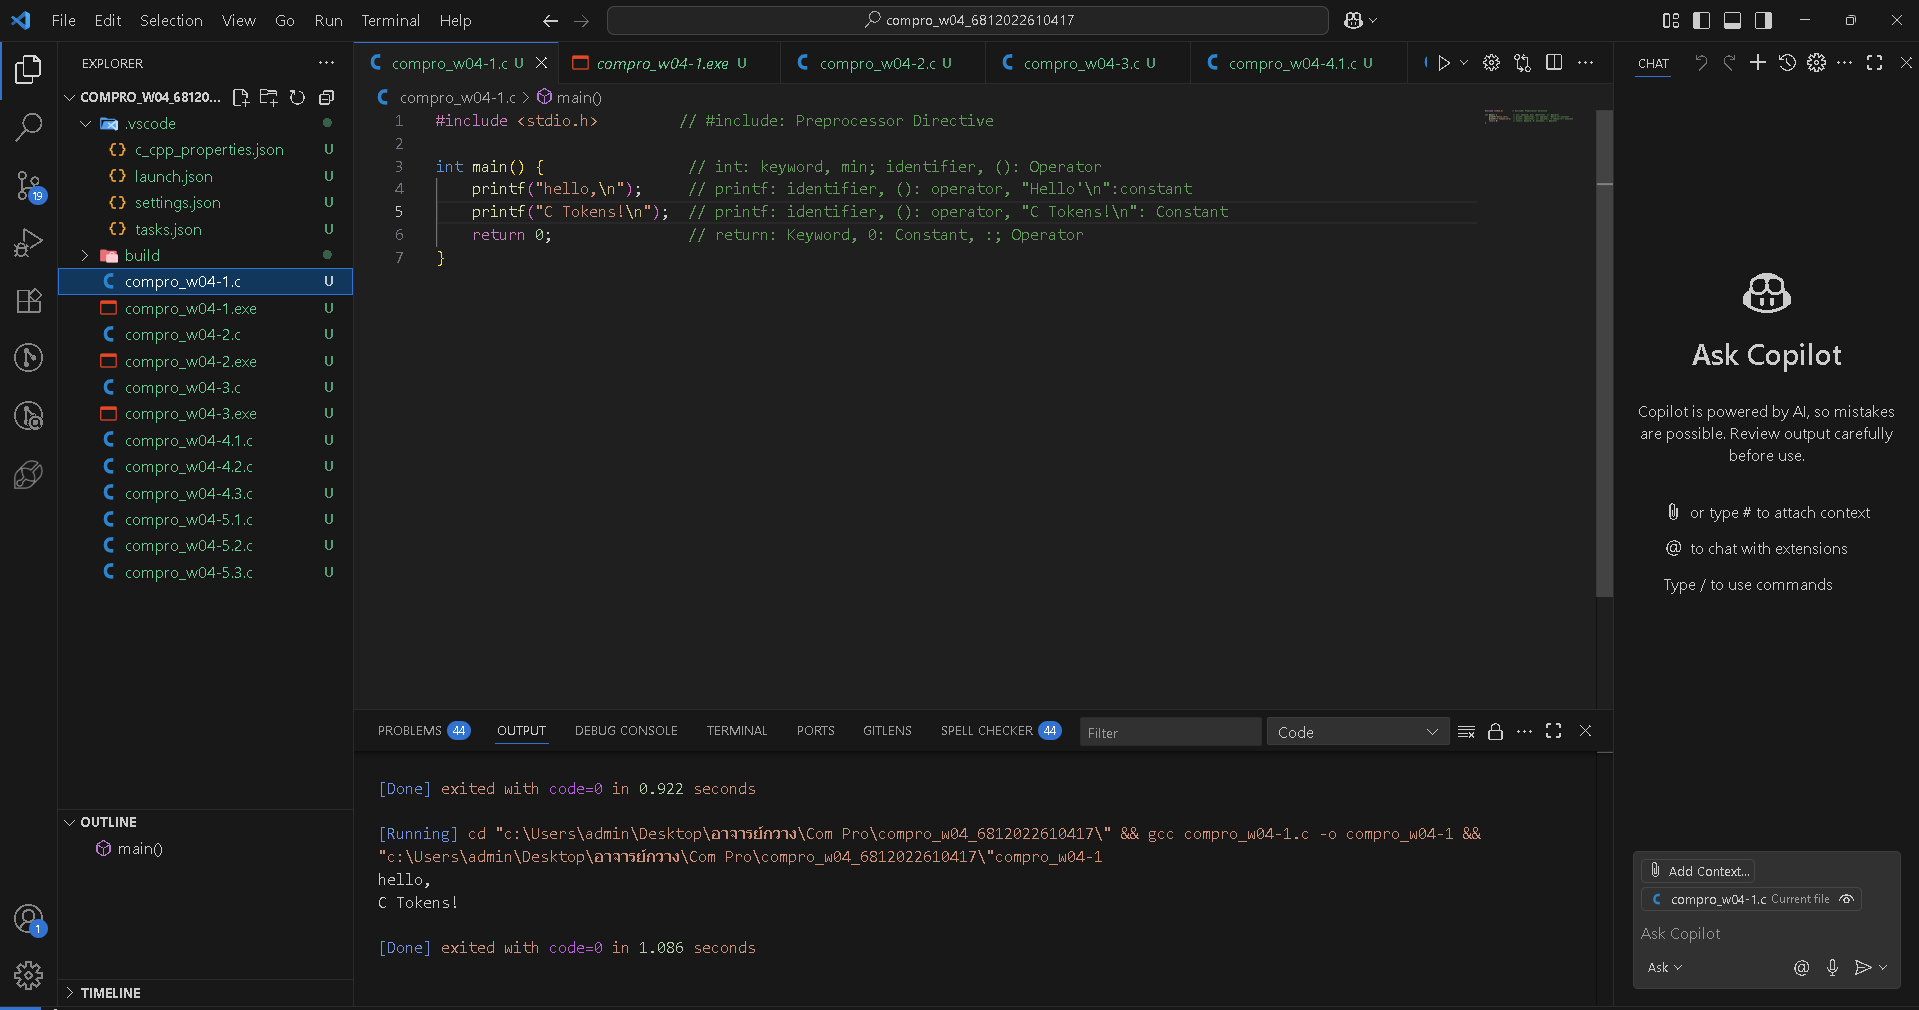 File Edit Selection View Go Run Terminal Help
compro_w04_6812022610417
EXPLORER
COMPRO_W04_68120...
.vscode
c_cpp_properties.json U
launch.json U
settings.json U
tasks.json U
build
compro_w04-1.c U
compro_w04-1.exe U
compro_w04-2.c U
compro_w04-2.exe U
compro_w04-3.c U
compro_w04-3.exe U
compro_w04-4.1.c U
compro_w04-4.2.c U
compro_w04-4.3.c U
compro_w04-5.1.c U
compro_w04-5.2.c U
compro_w04-5.3.c U
OUTLINE
main()
TIMELINE
19
1
compro_w04-1.c U compro_w04-1.exe U compro_w04-2.c U compro_w04-3.c U compro_w04-4.1.c U
compro_w04-1.c > main()
1 #include <stdio.h> // #include: Preprocessor Directive
2
3 int main() { // int: keyword, min; identifier, (): Operator
4 printf("hello,\n"); // printf: identifier, (): operator, "Hello'\n":constant
5 printf("C Tokens!\n"); // printf: identifier, (): operator, "C Tokens!\n": Constant
6 return 0; // return: Keyword, 0: Constant, :; Operator
7 }
PROBLEMS 44 OUTPUT DEBUG CONSOLE TERMINAL PORTS GITLENS SPELL CHECKER 44 Filter Code
[Done] exited with code=0 in 0.922 seconds
[Running] cd "c:\Users\admin\Desktop\อาจารย์กวาง\Com Pro\compro_w04_6812022610417\" && gcc compro_w04-1.c -o compro_w04-1 &&
"c:\Users\admin\Desktop\อาจารย์กวาง\Com Pro\compro_w04_6812022610417\"compro_w04-1
hello,
C Tokens!
[Done] exited with code=0 in 1.086 seconds
CHAT
Ask Copilot
Copilot is powered by AI, so mistakes
are possible. Review output carefully
before use.
or type # to attach context
@ to chat with extensions
Type / to use commands
Add Context...
compro_w04-1.c Current file
Ask Copilot
Ask